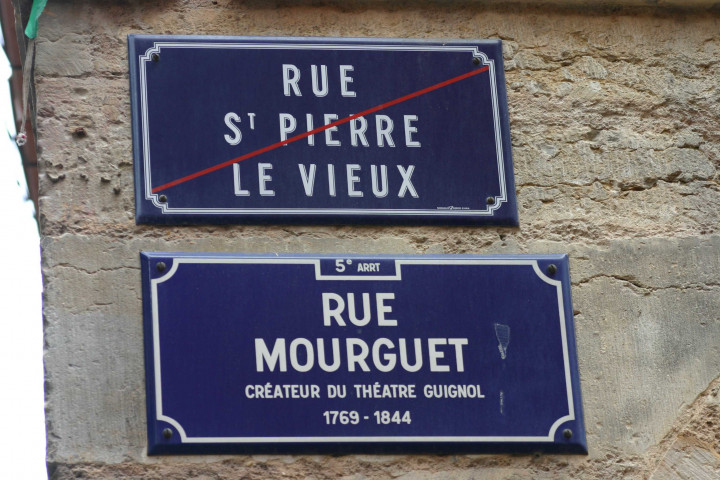 RUE
ST PIERRE
LE VIEUX
5e ARRT
RUE
MOURGUET
CRÉATEUR DU THÉATRE GUIGNOL
1769 - 1844